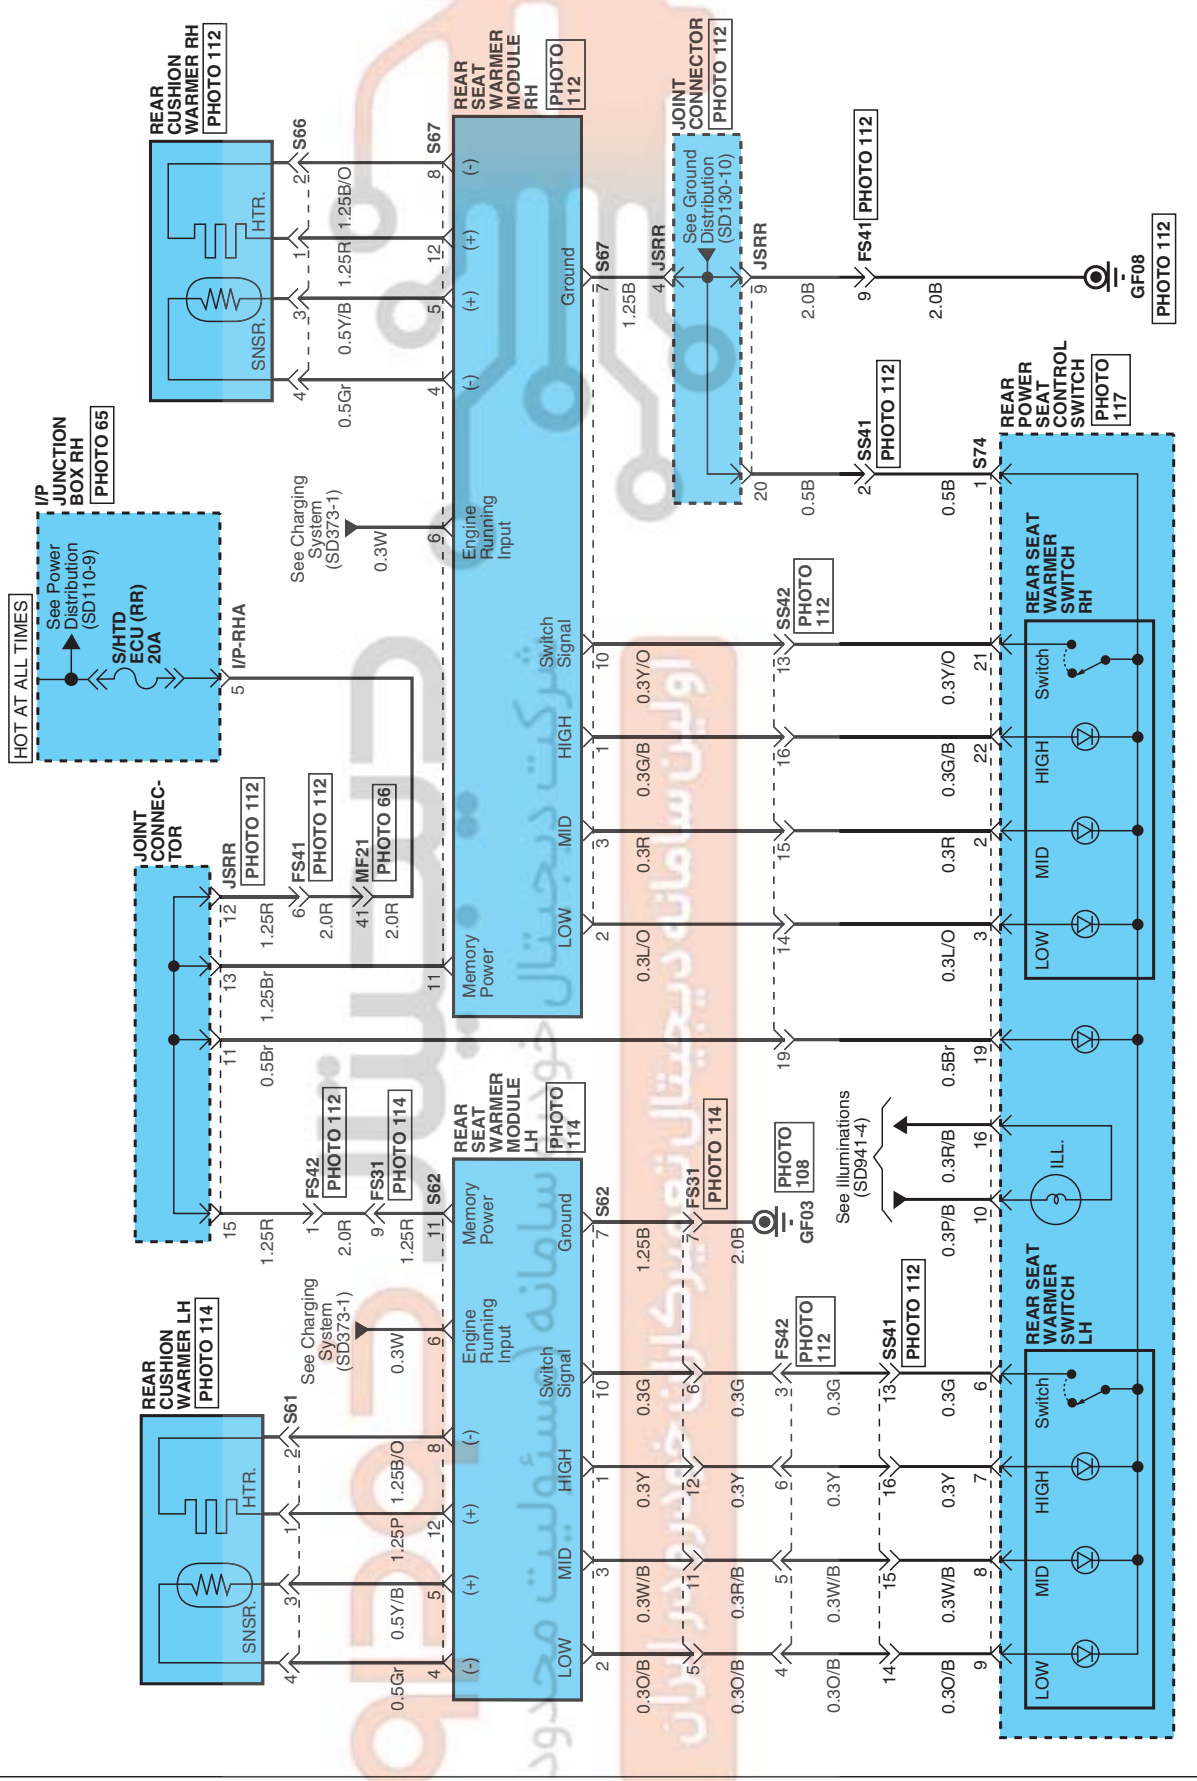 HOT AT ALL TIMES
I/P
JUNCTION
BOX RH
PHOTO 65
See Power
Distribution
(SD110-9)
S/HTD
ECU (RR)
20A
5
I/P-RHA
REAR
CUSHION
WARMER LH
PHOTO 114
SNSR.
HTR.
4
3
1
2
S61
0.5Gr
0.5Y/B
1.25P
1.25B/O
4
5
12
8
(-)
(+)
(+)
(-)
See Charging
System
(SD373-1)
0.3W
6
Engine
Running
Input
JOINT
CONNEC-
TOR
15
11
13
12
JSRR
PHOTO 112
1.25R
0.5Br
1.25Br
1.25R
1
FS42
PHOTO 112
2.0R
9
FS31
PHOTO 114
1.25R
11
S62
Memory
Power
6
FS41
PHOTO 112
2.0R
41
MF21
PHOTO 66
2.0R
11
Memory
Power
See Charging
System
(SD373-1)
0.3W
6
Engine
Running
Input
REAR
CUSHION
WARMER RH
PHOTO 112
SNSR.
HTR.
4
3
1
2
S66
0.5Gr
0.5Y/B
1.25R
1.25B/O
4
5
12
8
S67
(-)
(+)
(+)
(-)
REAR
SEAT
WARMER
MODULE
LH
PHOTO
114
LOW
MID
HIGH
Switch
Signal
Ground
2
3
1
10
7
S62
0.3O/B
0.3W/B
0.3Y
0.3G
1.25B
5
11
12
6
7
FS31
PHOTO 114
0.3O/B
0.3R/B
0.3Y
0.3G
2.0B
GF03
PHOTO
108
4
5
6
3
FS42
PHOTO
112
0.3O/B
0.3W/B
0.3Y
0.3G
14
15
16
13
SS41
PHOTO 112
0.3O/B
0.3W/B
0.3Y
0.3G
9
8
7
6
REAR SEAT
WARMER
SWITCH
LH
LOW
MID
HIGH
Switch
See Illuminations
(SD941-4)
0.3P/B
0.3R/B
10
16
ILL.
REAR
SEAT
WARMER
MODULE
RH
PHOTO
112
LOW
MID
HIGH
Switch
Signal
Ground
2
3
1
10
7
S67
0.3L/O
0.3R
0.3G/B
0.3Y/O
1.25B
19
14
15
16
13
SS42
PHOTO
112
0.5Br
0.3L/O
0.3R
0.3G/B
0.3Y/O
19
3
2
22
21
REAR SEAT
WARMER
SWITCH
RH
LOW
MID
HIGH
Switch
4
JSRR
JOINT
CONNECTOR
PHOTO 112
See Ground
Distribution
(SD130-10)
20
9
JSRR
0.5B
2.0B
2
SS41
PHOTO 112
9
FS41
PHOTO 112
0.5B
2.0B
1
S74
GF08
PHOTO 112
REAR
POWER
SEAT
CONTROL
SWITCH
PHOTO
117
شرکت دیجیتال خودرو سامانه (مسئولیت محدود)
اولین سامانه دیجیتال تعمیرکاران خودرو در ایران